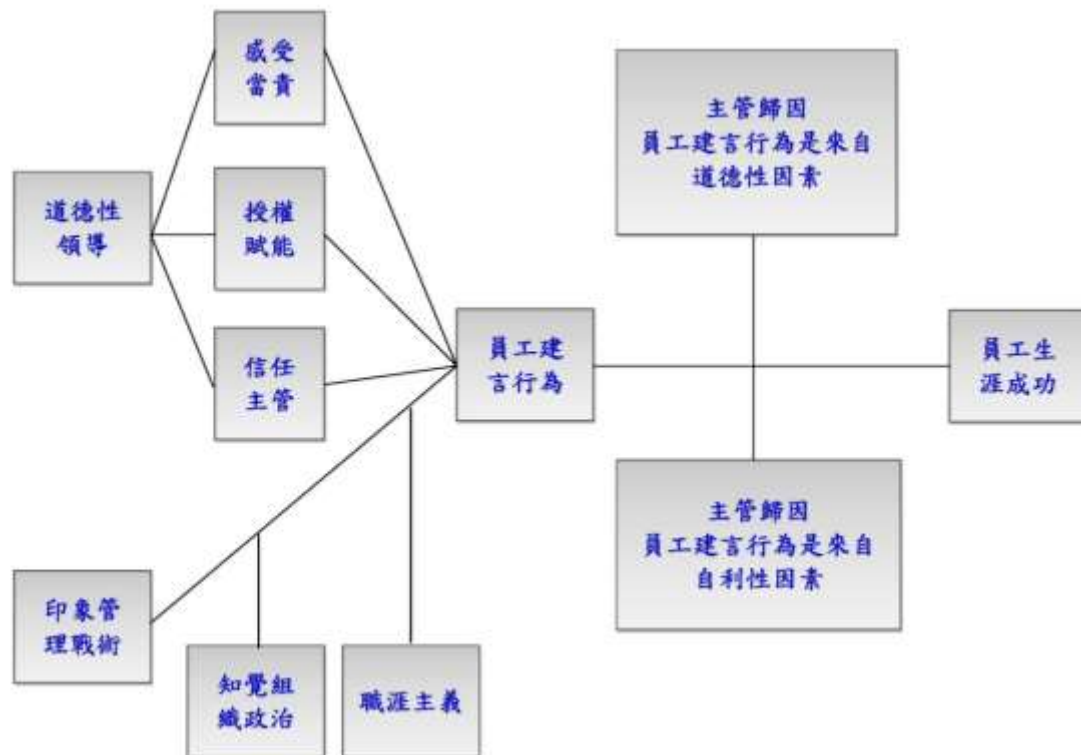 感受
當責
主管歸因
員工建言行為是來自
道德性因素
道德性
領導
授權
賦能
信任
主管
員工建
言行為
員工生
涯成功
主管歸因
員工建言行為是來自
自利性因素
印象管
理戰術
知覺組
織政治
職涯主義